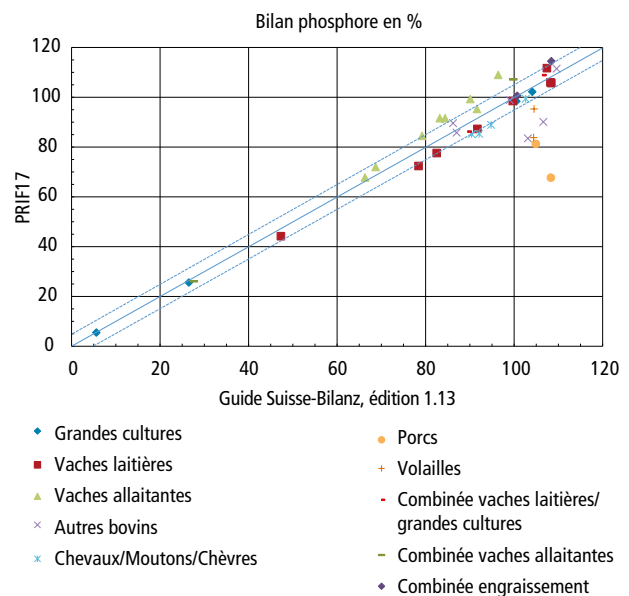 Bilan phosphore en %
120
100
80
60
40
20
0
PRIF17
0 20 40 60 80 100 120
Guide Suisse-Bilanz, édition 1.13
Grandes cultures
Vaches laitières
Vaches allaitantes
Autres bovins
Chevaux/Moutons/Chèvres
Porcs
Volailles
Combinée vaches laitières/
grandes cultures
Combinée vaches allaitantes
Combinée engraissement